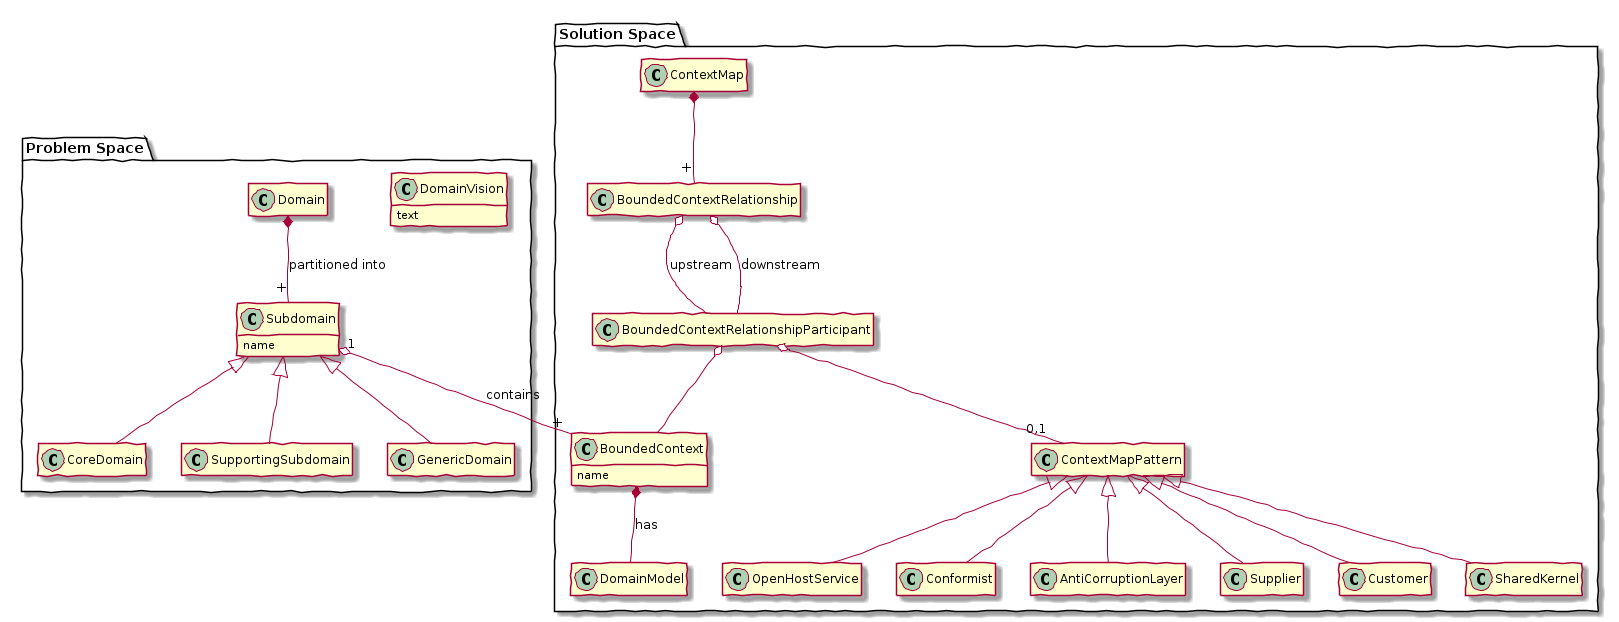 Solution Space
C ContextMap
Problem Space
+
C DomainVision
text
C Domain
C BoundedContextRelationship
partitioned into
upstream
downstream
+
C Subdomain
name
C BoundedContextRelationshipParticipant
1
contains
+
0,1
C CoreDomain
C SupportingSubdomain
C GenericDomain
C BoundedContext
name
C ContextMapPattern
has
C DomainModel
C OpenHostService
C Conformist
C AntiCorruptionLayer
C Supplier
C Customer
C SharedKernel